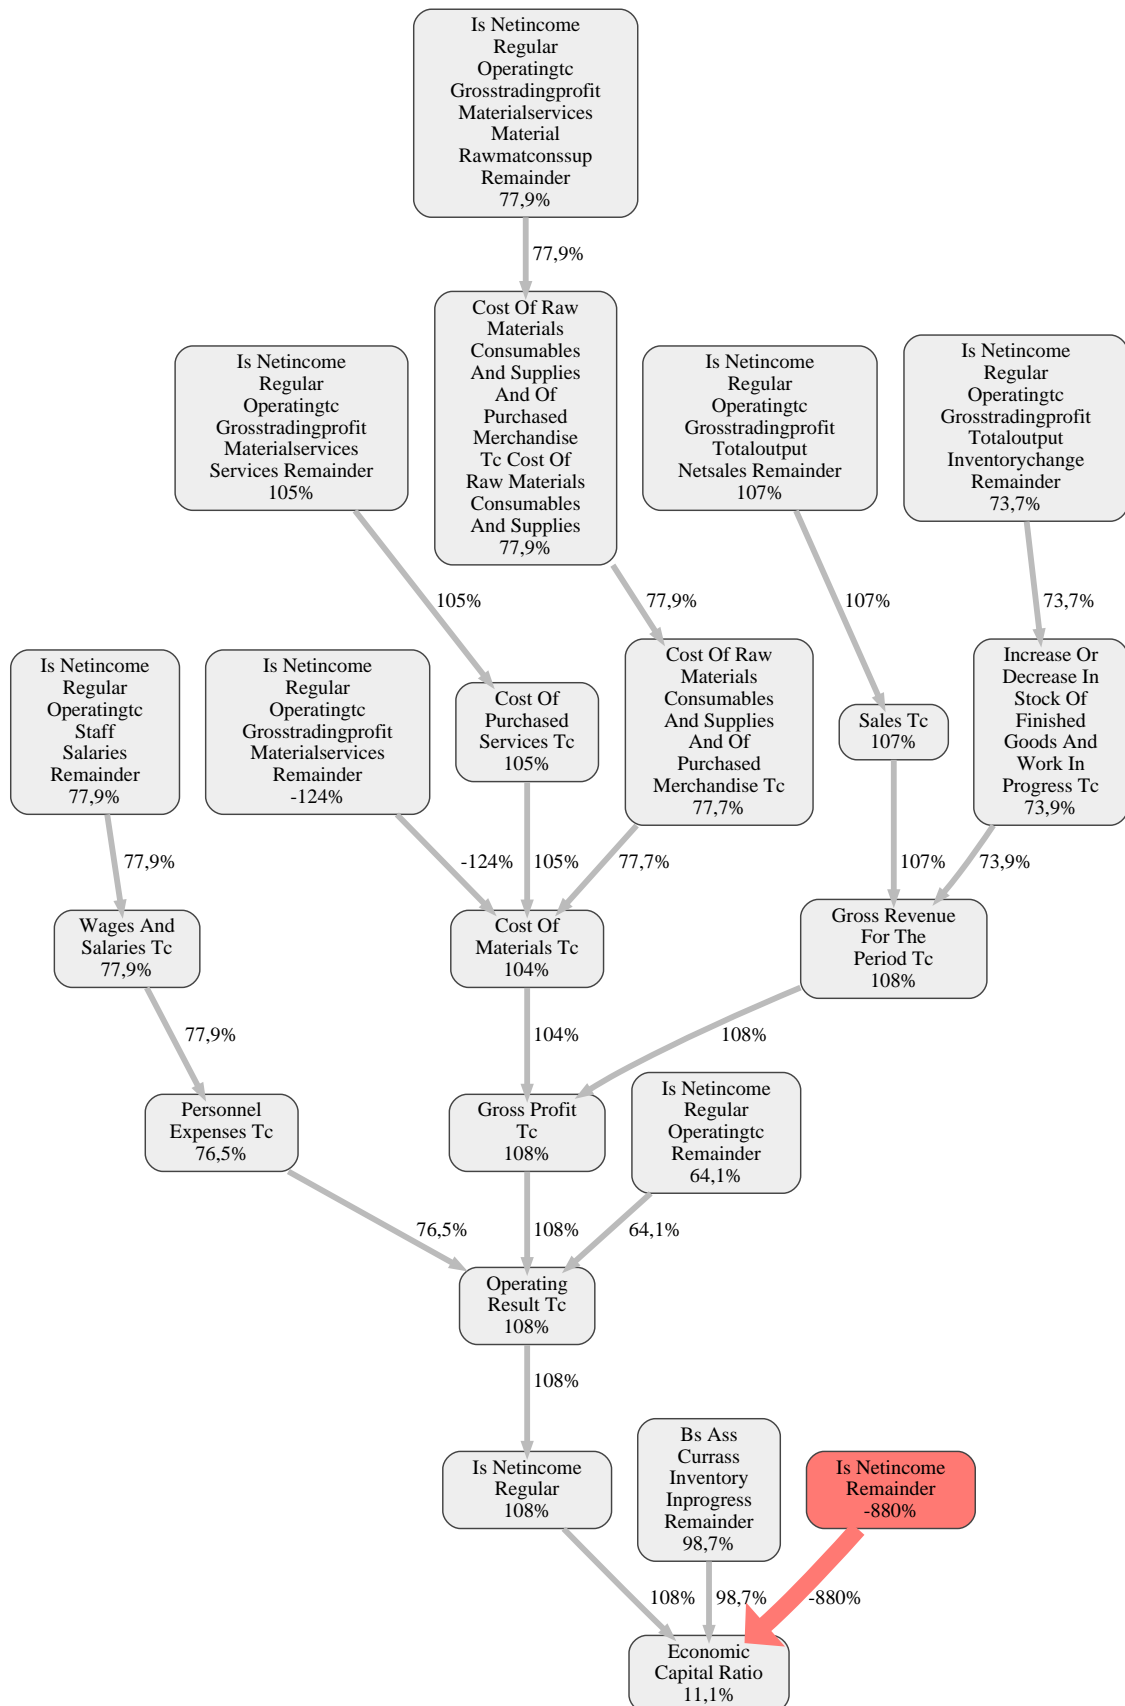 Is Netincome
Regular
Operatingtc
Grosstradingprofit
Materialservices
Material
Rawmatconssup
Remainder
77,9%
77,9%
Cost Of Raw
Materials
Consumables
And Supplies
And Of
Purchased
Merchandise
Tc Cost Of
Raw Materials
Consumables
And Supplies
77,9%
Is Netincome
Regular
Operatingtc
Grosstradingprofit
Materialservices
Services Remainder
105%
Is Netincome
Regular
Operatingtc
Grosstradingprofit
Totaloutput
Netsales Remainder
107%
Is Netincome
Regular
Operatingtc
Grosstradingprofit
Totaloutput
Inventorychange
Remainder
73,7%
105%
77,9%
107%
73,7%
Is Netincome
Regular
Operatingtc
Staff
Salaries
Remainder
77,9%
Is Netincome
Regular
Operatingtc
Grosstradingprofit
Materialservices
Remainder
-124%
Cost Of
Purchased
Services Tc
105%
Cost Of Raw
Materials
Consumables
And Supplies
And Of
Purchased
Merchandise Tc
77,7%
Sales Tc
107%
Increase Or
Decrease In
Stock Of
Finished
Goods And
Work In
Progress Tc
73,9%
77,9%
-124%
105%
77,7%
107%
73,9%
Wages And
Salaries Tc
77,9%
Cost Of
Materials Tc
104%
Gross Revenue
For The
Period Tc
108%
77,9%
104%
108%
Personnel
Expenses Tc
76,5%
Gross Profit
Tc
108%
Is Netincome
Regular
Operatingtc
Remainder
64,1%
76,5%
108%
64,1%
Operating
Result Tc
108%
108%
Is Netincome
Regular
108%
Bs Ass
Currass
Inventory
Inprogress
Remainder
98,7%
Is Netincome
Remainder
-880%
108%
98,7%
-880%
Economic
Capital Ratio
11,1%